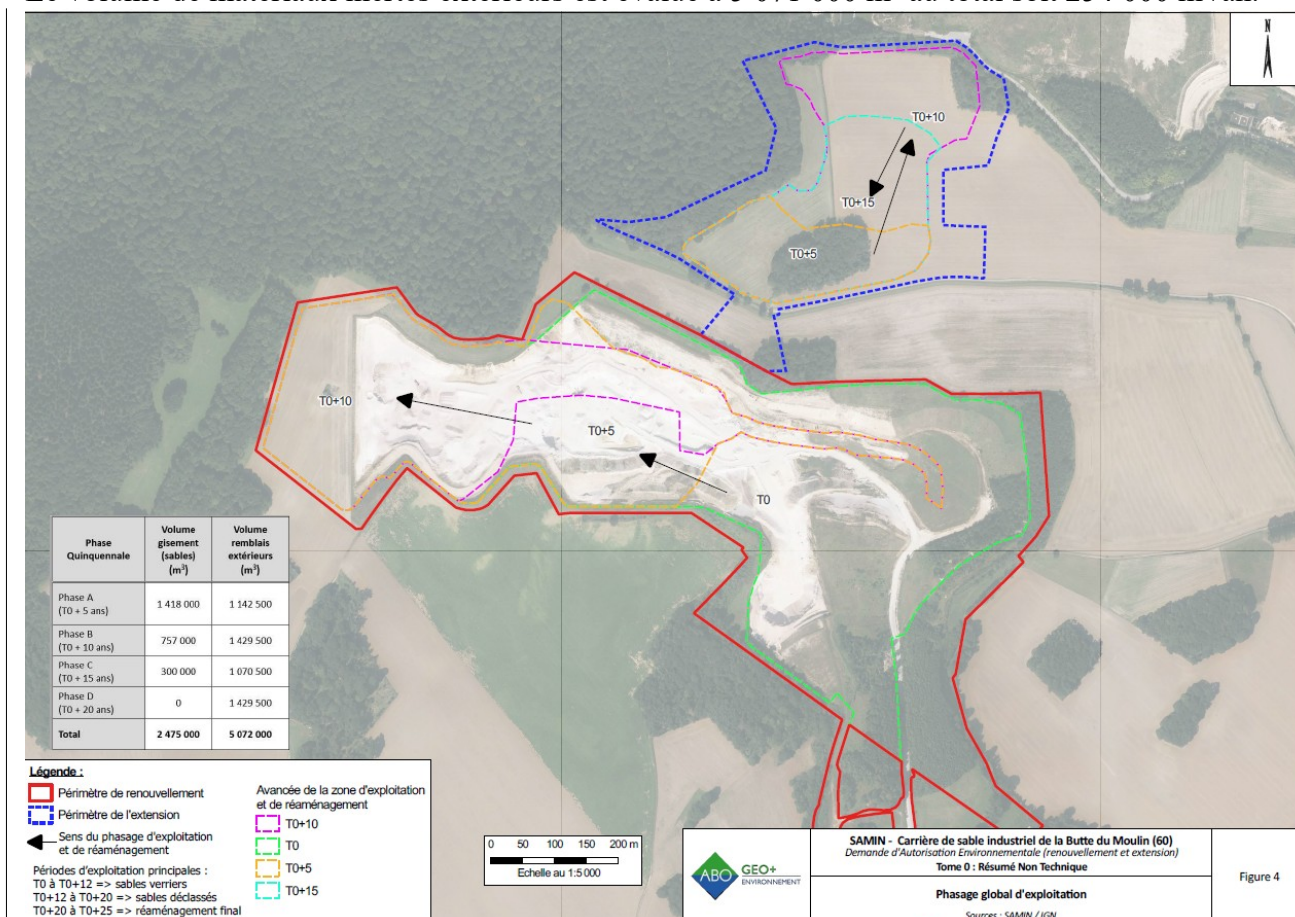 N
T0+10
T0+15
T0+5
T0+10
T0+5
T0
Phase Quinquennale | Volume gisement (sables) (m³) | Volume remblais extérieurs (m³)
Phase A (T0 + 5 ans) | 1 418 000 | 1 142 500
Phase B (T0 + 10 ans) | 757 000 | 1 429 500
Phase C (T0 + 15 ans) | 300 000 | 1 070 500
Phase D (T0 + 20 ans) | 0 | 1 429 500
Total | 2 475 000 | 5 072 000
Légende :
Périmètre de renouvellement
Périmètre de l'extension
Sens du phasage d'exploitation
et de réaménagement
Périodes d'exploitation principales :
T0 à T0+12 => sables verriers
T0+12 à T0+20 => sables déclassés
T0+20 à T0+25 => réaménagement final
Avancée de la zone d'exploitation
et de réaménagement
T0+10
T0
T0+5
T0+15
0 50 100 150 200 m
Echelle au 1:5 000
ABO GEO+
ENVIRONNEMENT
SAMIN - Carrière de sable industriel de la Butte du Moulin (60)
Demande d'Autorisation Environnementale (renouvellement et extension)
Tome 0 : Résumé Non Technique
Phasage global d'exploitation
Sources : SAMIN / IGN
Figure 4